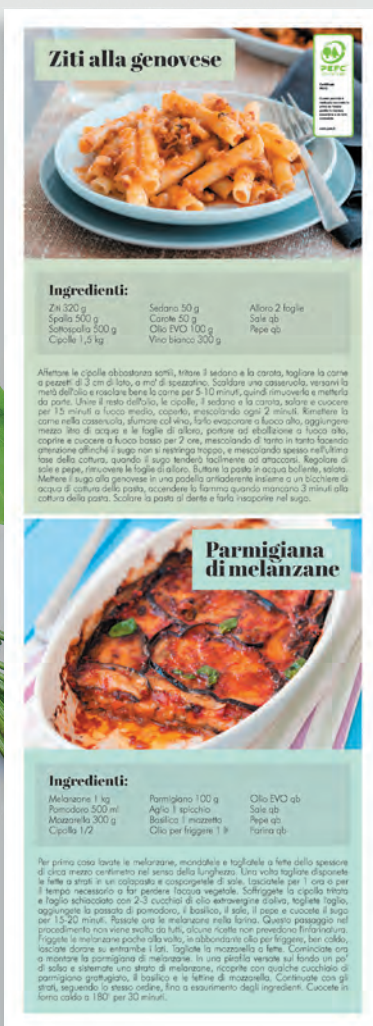 Ziti alla genovese
PEFC
Ingredienti:
Ziti 320 g
Spalla 500 g
Sottospalla 500 g
Cipolle 1,5 kg
Sedano 50 g
Carote 50 g
Olio EVO 100 g
Vino bianco 300 g
Alloro 2 foglie
Sale qb
Pepe qb
Affettare le cipolle abbastanza sottili, tritare il sedano e la carota, tagliare la carne
a pezzetti di 3 cm di lato, a mo' di spezzatino. Scaldare una casseruola, versarvi la
metà dell'olio e rosolare bene la carne per 5-10 minuti, quindi rimuoverla e metterla
da parte. Unire il resto dell'olio, le cipolle, il sedano e la carota, salare e cuocere
per 15 minuti a fuoco medio, coperto, mescolando ogni 2 minuti. Rimettere la
carne nella casseruola, sfumare col vino, farlo evaporare a fuoco alto, aggiungere
mezzo litro di acqua e le foglie di alloro, portare ad ebollizione a fuoco alto,
coprire e cuocere a fuoco basso per 2 ore, mescolando di tanto in tanto facendo
attenzione affinché il sugo non si restringa troppo, e mescolando spesso nell'ultima
fase della cottura, quando il sugo tenderà facilmente ad attaccarsi. Regolare di
sale e pepe, rimuovere le foglie di alloro. Buttare la pasta in acqua bollente, salata.
Mettere il sugo alla genovese in una padella antiaderente insieme a un bicchiere di
acqua di cottura della pasta, accendere la fiamma quando mancano 3 minuti alla
cottura della pasta. Scolare la pasta al dente e farla insaporire nel sugo.
Parmigiana
di melanzane
Ingredienti:
Melanzane 1 kg
Pomodoro 500 ml
Mozzarella 300 g
Cipolla 1/2
Parmigiano 100 g
Aglio 1 spicchio
Basilico 1 mazzetto
Olio per friggere 1 lt
Olio EVO qb
Sale qb
Pepe qb
Farina qb
Per prima cosa lavate le melanzane, mondatele e tagliatele a fette dello spessore
di circa mezzo centimetro nel senso della lunghezza. Una volta tagliate disponete
le fette a strati in un colapasta e cospargetele di sale. Lasciatele per 1 ora o per
il tempo necessario a far perdere l'acqua vegetale. Soffriggete la cipolla tritata
e l'aglio schiacciato con 2-3 cucchiai di olio extravergine d'oliva, togliete l'aglio,
aggiungete la passata di pomodoro, il basilico, il sale, il pepe e cuocete il sugo
per 15-20 minuti. Passate ora le melanzane nella farina. Questo passaggio nel
procedimento non viene svolto da tutti, alcune ricette non prevedono l'infarinatura.
Friggete le melanzane poche alla volta, in abbondante olio per friggere, ben caldo,
lasciate dorare su entrambe i lati. Tagliate la mozzarella a fette. Cominciate ora
a montare la parmigiana di melanzane. In una pirofila versate sul fondo un po'
di salsa e sistemate uno strato di melanzane, ricoprite con qualche cucchiaio di
parmigiano grattugiato, il basilico e le fettine di mozzarella. Continuate con gli
strati, seguendo lo stesso ordine, fino a esaurimento degli ingredienti. Cuocete in
forno caldo a 180° per 30 minuti.